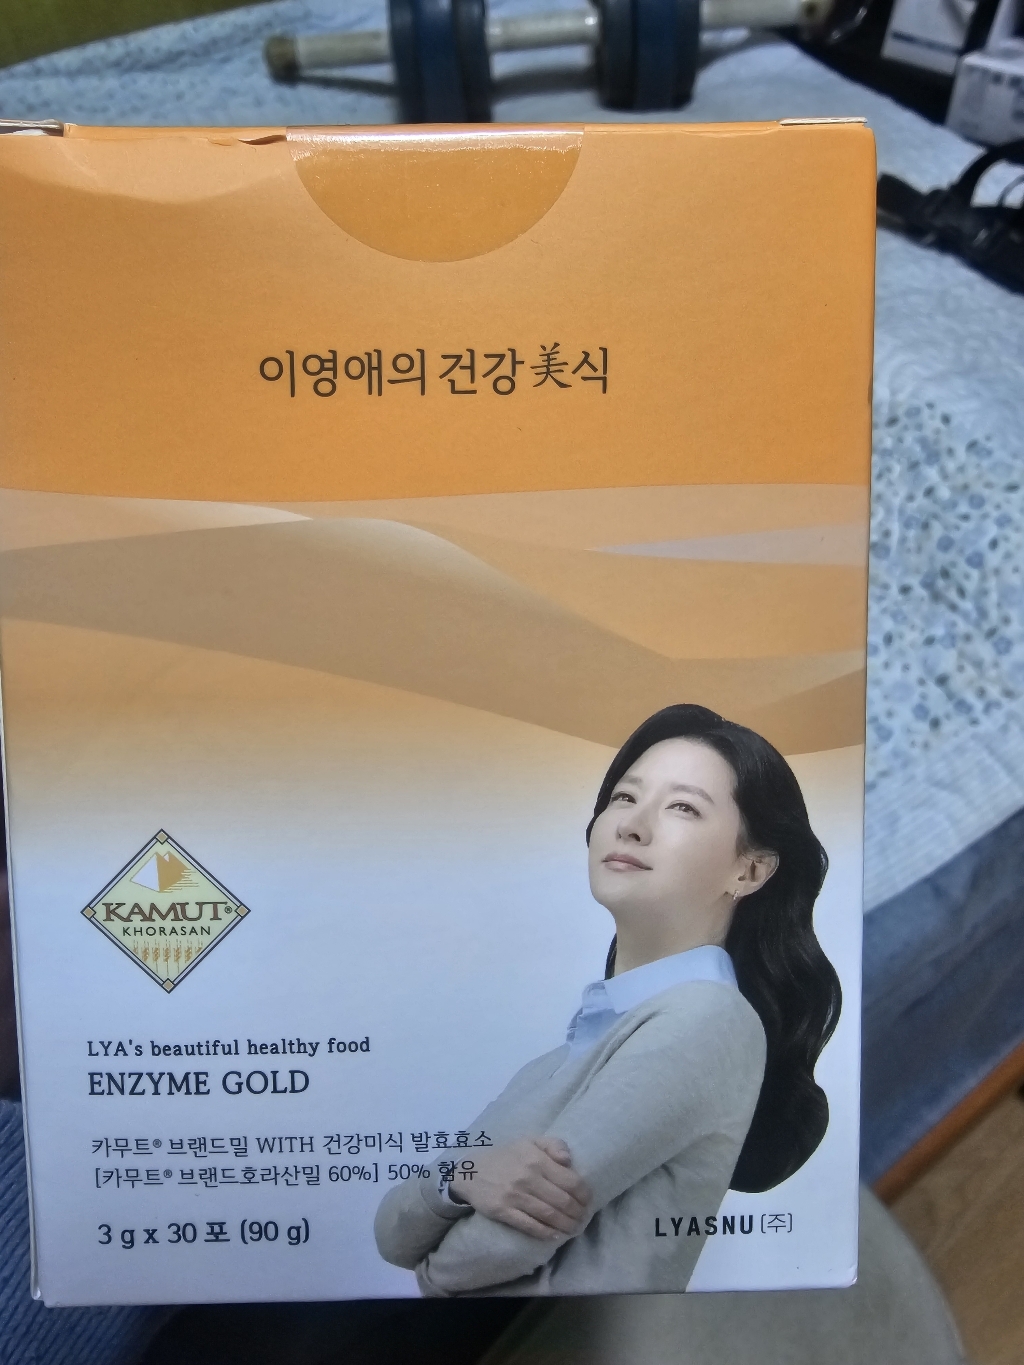 이영애의 건강美식
KAMUT®
KHORASAN
LYA's beautiful healthy food
ENZYME GOLD
카무트® 브랜드밀 WITH 건강미식 발효효소
[카무트® 브랜드호라산밀 60%] 50% 함유
3 g x 30 포 (90 g)
LYASNU (주)